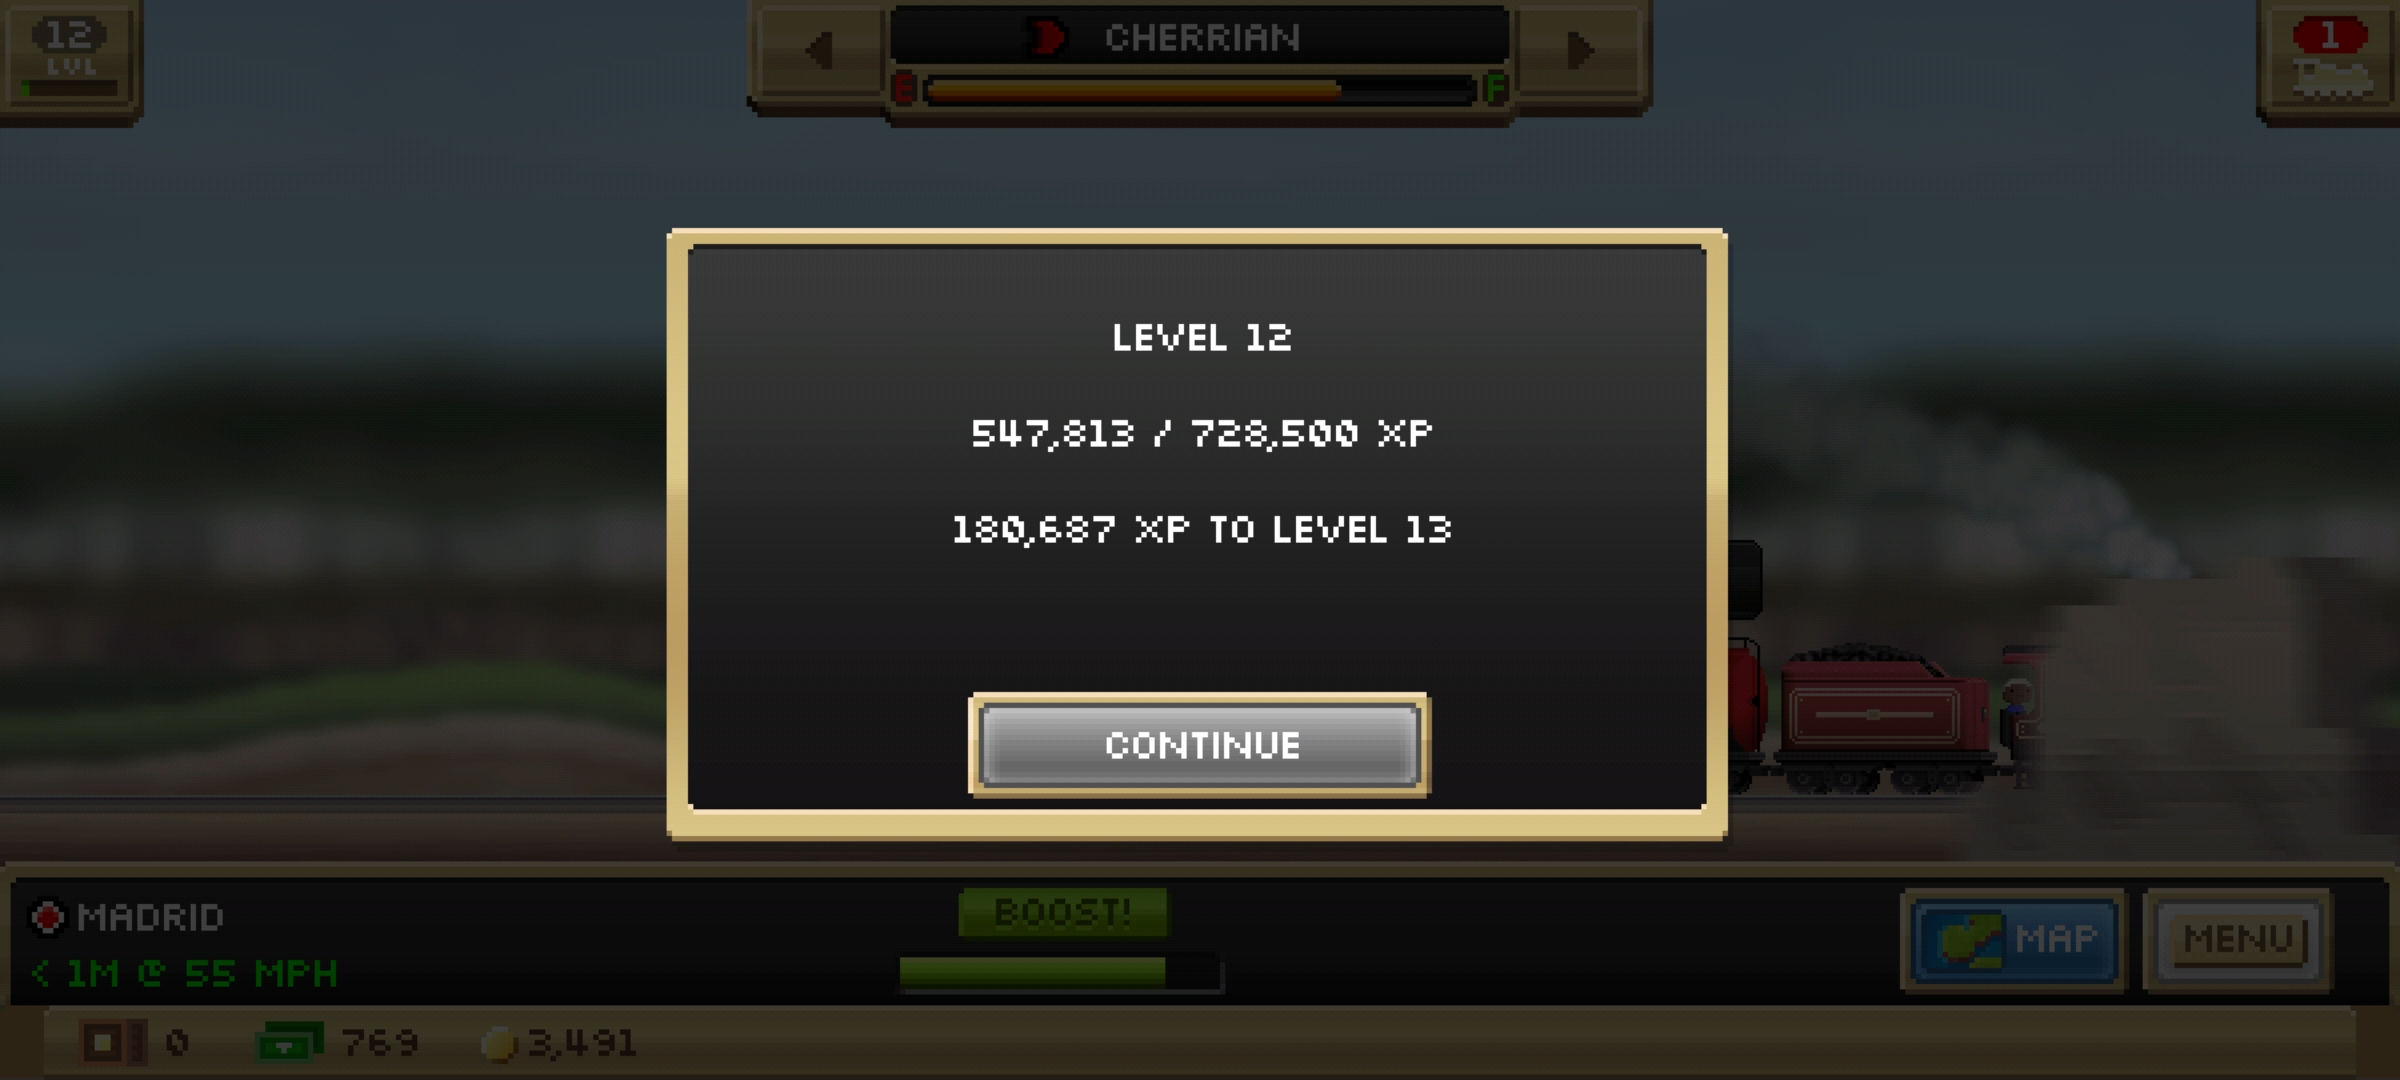 12
LVL
CHERRIAN
E F
1
LEVEL 12
547,813 / 728,500 XP
180,687 XP TO LEVEL 13
CONTINUE
MADRID
< 1M @ 55 MPH
BOOST!
MAP
MENU
0 769 3,491